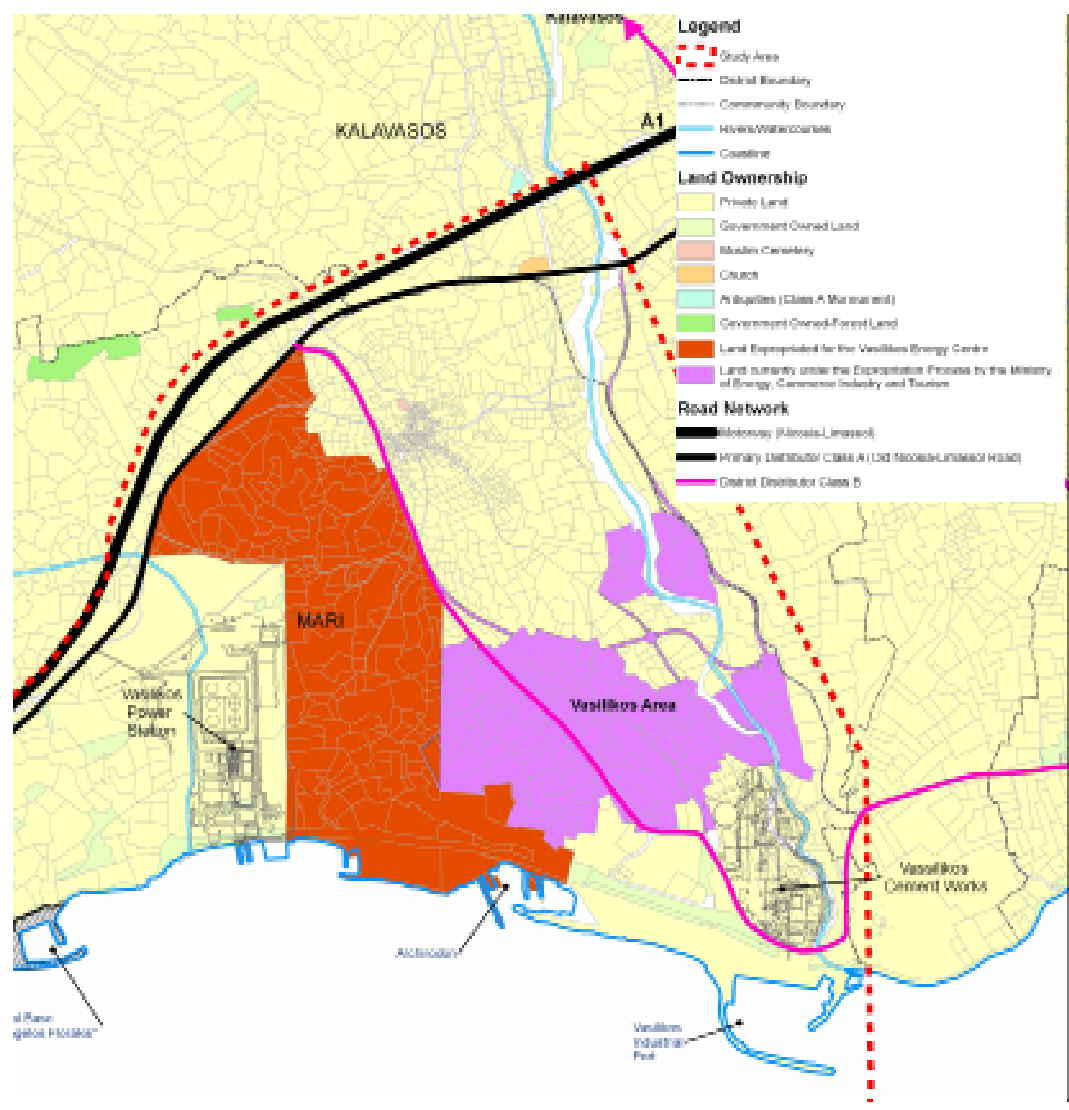 Kalavasos
Legend
Study Area
District Boundary
Community Boundary
A1
KALAVASOS
Rivers/Watercourses
Coastline
Land Ownership
Private Land
Government Owned Land
Muslim Cemetery
Church
Antiquities (Class A Monument)
Government Owned-Forest Land
Land Expropriated for the Vasilikos Energy Centre
Land currently under the Expropriation Process by the Ministry
of Energy, Commerce Industry and Tourism
Road Network
Motorway (Nicosia-Limassol)
Primary Distributor Class A (Old Nicosia-Limassol Road)
District Distributor Class B
MARI
Vasilikos
Power
Station
Vasilikos Area
Vassilikos
Cement Works
Archirodon
al Base
Vasilikos
Industrial
Port